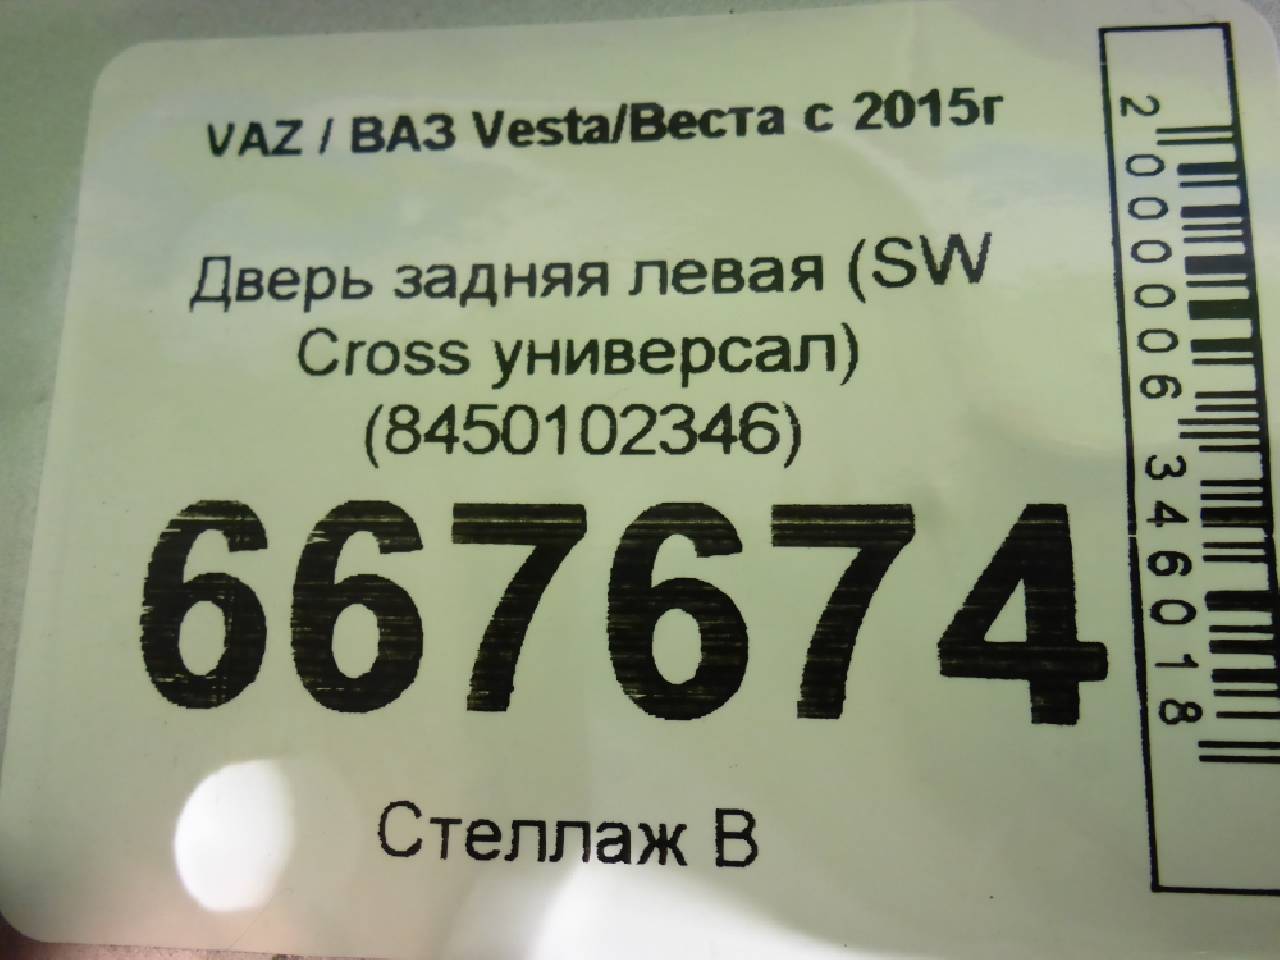 VAZ / ВАЗ Vesta/Веста с 2015г
Дверь задняя левая (SW
Cross универсал)
(8450102346)
667674
Стеллаж В
2000006346018